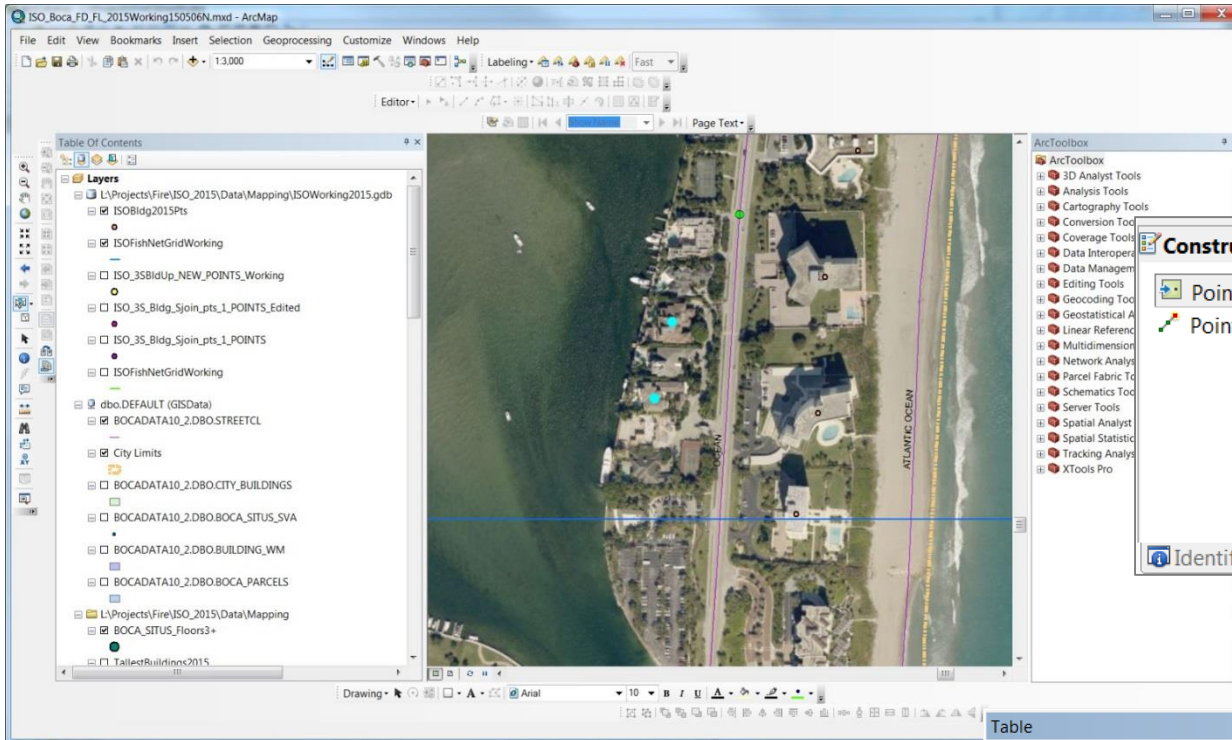 ISO_Boca_FD_FL_2015Working150506N.mxd - ArcMap
File Edit View Bookmarks Insert Selection Geoprocessing Customize Windows Help
1:3,000 Labeling Fast
Editor
Show Name Page Text
Table Of Contents
Layers
L:\Projects\Fire\ISO_2015\Data\Mapping\ISOWorking2015.gdb
ISOBldg2015Pts
ISOFishNetGridWorking
ISO_3SBldUp_NEW_POINTS_Working
ISO_3S_Bldg_Sjoin_pts_1_POINTS_Edited
ISO_3S_Bldg_Sjoin_pts_1_POINTS
ISOFishNetGridWorking
dbo.DEFAULT (GISData)
BOCADATA10_2.DBO.STREETCL
City Limits
BOCADATA10_2.DBO.CITY_BUILDINGS
BOCADATA10_2.DBO.BOCA_SITUS_SVA
BOCADATA10_2.DBO.BUILDING_WM
BOCADATA10_2.DBO.BOCA_PARCELS
L:\Projects\Fire\ISO_2015\Data\Mapping
BOCA_SITUS_Floors3+
TallestBuildings2015
OCEAN
ATLANTIC OCEAN
ArcToolbox
ArcToolbox
3D Analyst Tools
Analysis Tools
Cartography Tools
Conversion Too
Coverage Tools
Data Interopera
Data Managem
Editing Tools
Geocoding Too
Geostatistical A
Linear Referenc
Multidimension
Network Analys
Parcel Fabric To
Schematics Too
Server Tools
Spatial Analyst
Spatial Statistic
Tracking Analys
XTools Pro
Constru
Poin
Poin
Identif
Drawing Arial 10 B I U A
Table